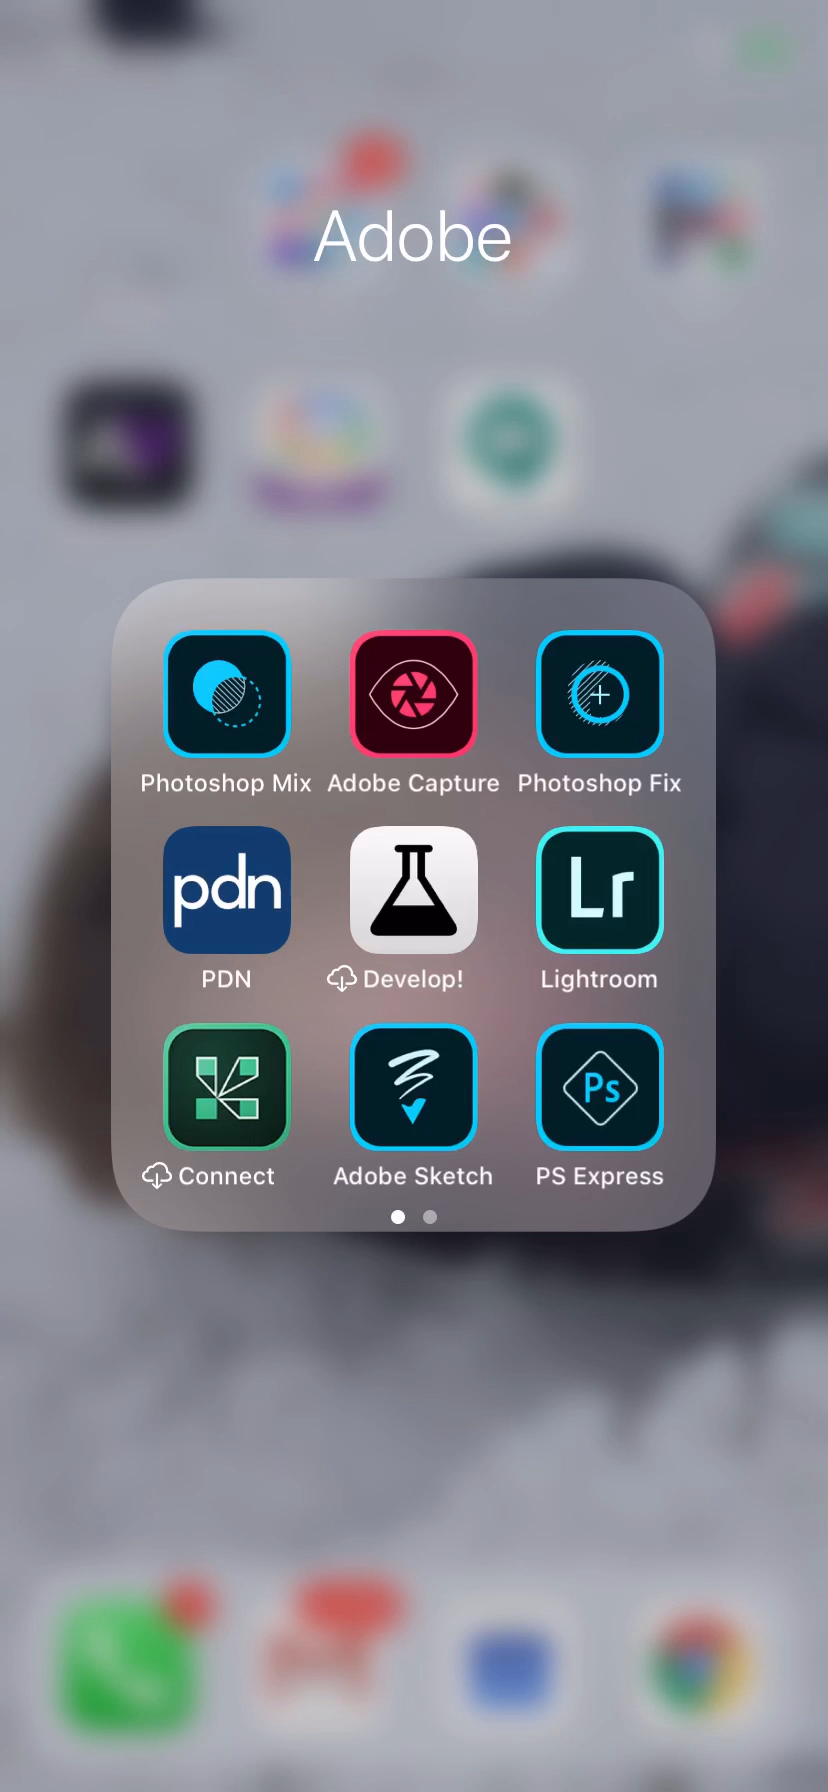 Adobe
Photoshop Mix
Adobe Capture
Photoshop Fix
pdn
Lr
PDN
Develop!
Lightroom
Ps
Connect
Adobe Sketch
PS Express